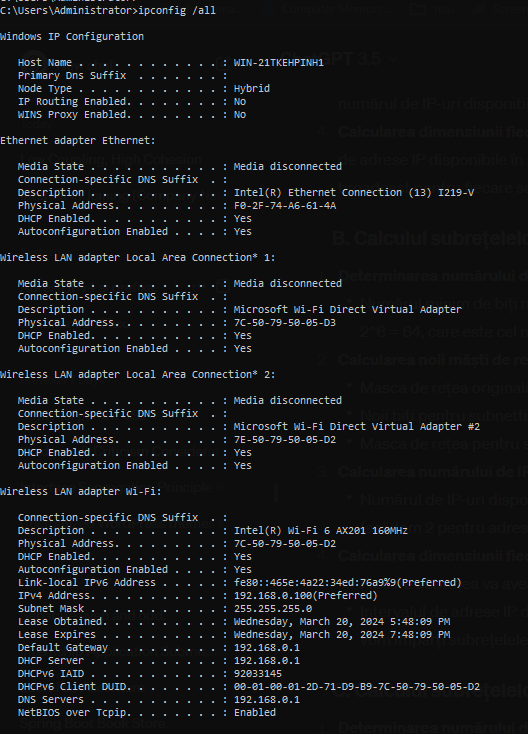 C:\Users\Administrator>ipconfig /all
Windows IP Configuration
Host Name . . . . . . . . . . . . : WIN-21TKEHPINH1
Primary Dns Suffix  . . . . . . . :
Node Type . . . . . . . . . . . . : Hybrid
IP Routing Enabled. . . . . . . . : No
WINS Proxy Enabled. . . . . . . . : No
Ethernet adapter Ethernet:
Media State . . . . . . . . . . . : Media disconnected
Connection-specific DNS Suffix  . :
Description . . . . . . . . . . . : Intel(R) Ethernet Connection (13) I219-V
Physical Address. . . . . . . . . : F0-2F-74-A6-61-4A
DHCP Enabled. . . . . . . . . . . : Yes
Autoconfiguration Enabled . . . . : Yes
Wireless LAN adapter Local Area Connection* 1:
Media State . . . . . . . . . . . : Media disconnected
Connection-specific DNS Suffix  . :
Description . . . . . . . . . . . : Microsoft Wi-Fi Direct Virtual Adapter
Physical Address. . . . . . . . . : 7C-50-79-50-05-D3
DHCP Enabled. . . . . . . . . . . : Yes
Autoconfiguration Enabled . . . . : Yes
Wireless LAN adapter Local Area Connection* 2:
Media State . . . . . . . . . . . : Media disconnected
Connection-specific DNS Suffix  . :
Description . . . . . . . . . . . : Microsoft Wi-Fi Direct Virtual Adapter #2
Physical Address. . . . . . . . . : 7E-50-79-50-05-D2
DHCP Enabled. . . . . . . . . . . : Yes
Autoconfiguration Enabled . . . . : Yes
Wireless LAN adapter Wi-Fi:
Connection-specific DNS Suffix  . :
Description . . . . . . . . . . . : Intel(R) Wi-Fi 6 AX201 160MHz
Physical Address. . . . . . . . . : 7C-50-79-50-05-D2
DHCP Enabled. . . . . . . . . . . : Yes
Autoconfiguration Enabled . . . . : Yes
Link-local IPv6 Address . . . . . : fe80::465e:4a22:34ed:76a9%9(Preferred)
IPv4 Address. . . . . . . . . . . : 192.168.0.100(Preferred)
Subnet Mask . . . . . . . . . . . : 255.255.255.0
Lease Obtained. . . . . . . . . . : Wednesday, March 20, 2024 5:48:09 PM
Lease Expires . . . . . . . . . . : Wednesday, March 20, 2024 7:48:09 PM
Default Gateway . . . . . . . . . : 192.168.0.1
DHCP Server . . . . . . . . . . . : 192.168.0.1
DHCPv6 IAID . . . . . . . . . . . : 92033145
DHCPv6 Client DUID. . . . . . . . : 00-01-00-01-2D-71-D9-B9-7C-50-79-50-05-D2
DNS Servers . . . . . . . . . . . : 192.168.0.1
NetBIOS over Tcpip. . . . . . . . : Enabled